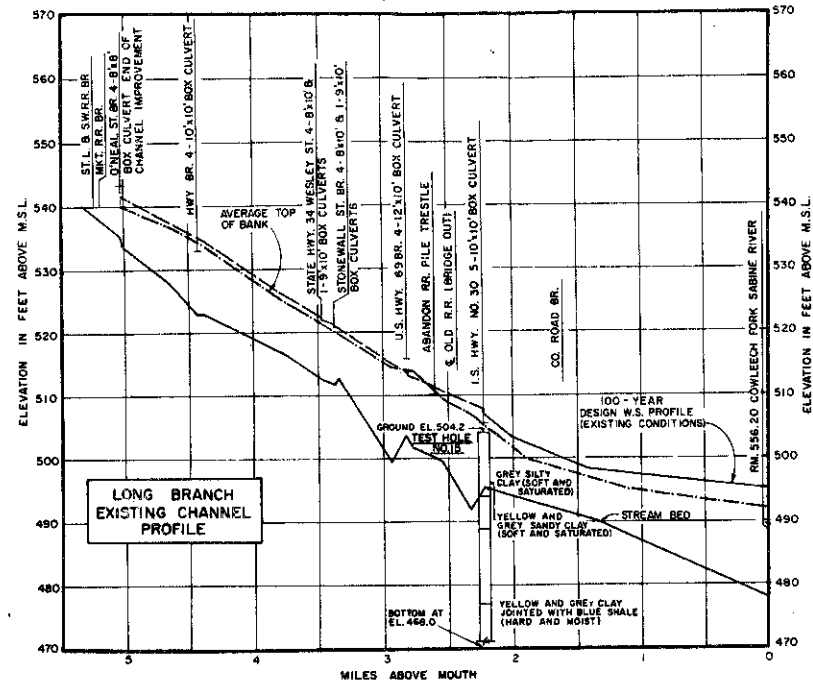 570
560
550
540
530
520
510
500
490
480
470
ELEVATION IN FEET ABOVE M.S.L.
ST. L. & S.W.R.R. BR
MKT. R.R. BR.
O'NEAL ST. BR. 4-8'x8'
BOX CULVERT END OF
CHANNEL IMPROVEMENT
HWY BR. 4-10'x10' BOX CULVERT
AVERAGE TOP
OF BANK
STATE HWY. 34 WESLEY ST. 4-8'x10' &
1-9'x10' BOX CULVERTS
STONEWALL ST. BR. 4-8'x10' & 1-9'x10'
BOX CULVERTS
U.S. HWY. 69 BR. 4-12'x10' BOX CULVERT
ABANDON RR. PILE TRESTLE
℄ OLD R.R. (BRIDGE OUT)
I.S. HWY. NO. 30 5-10'x10' BOX CULVERT
CO. ROAD BR.
RM. 556.20 COWLEECH FORK SABINE RIVER
100-YEAR
DESIGN W.S. PROFILE
(EXISTING CONDITIONS)
GROUND EL. 504.2
TEST HOLE
NO. 15
GREY SILTY
CLAY (SOFT AND
SATURATED)
YELLOW AND
GREY SANDY CLAY
(SOFT AND SATURATED)
STREAM BED
YELLOW AND GREY CLAY
JOINTED WITH BLUE SHALE
(HARD AND MOIST)
BOTTOM AT
EL. 468.0
LONG BRANCH
EXISTING CHANNEL
PROFILE
570
560
550
540
530
520
510
500
490
480
470
ELEVATION IN FEET ABOVE M.S.L.
5 4 3 2 1 0
MILES ABOVE MOUTH